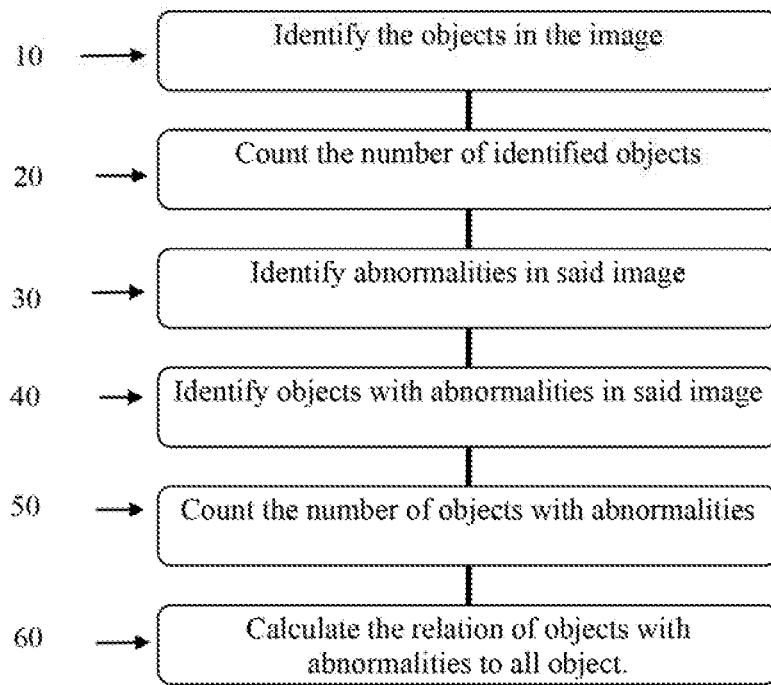 10
Identify the objects in the image
20
Count the number of identified objects
30
Identify abnormalities in said image
40
Identify objects with abnormalities in said image
50
Count the number of objects with abnormalities
60
Calculate the relation of objects with
abnormalities to all object.